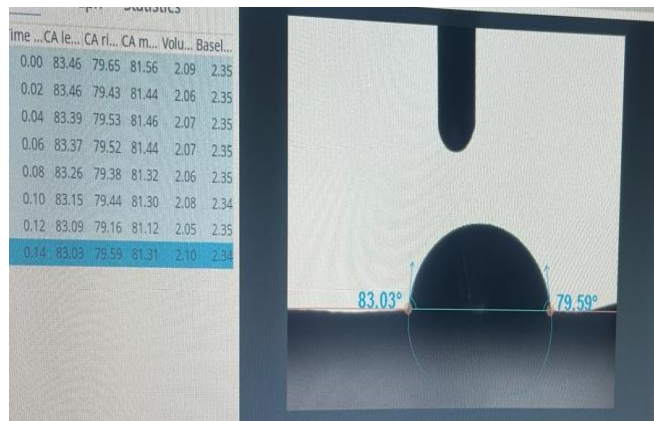 ime ... CA le... CA ri... CA m... Volu... Basel...
0.00 83.46 79.65 81.56 2.09 2.35
0.02 83.46 79.43 81.44 2.06 2.35
0.04 83.39 79.53 81.46 2.07 2.35
0.06 83.37 79.52 81.44 2.07 2.35
0.08 83.26 79.38 81.32 2.06 2.35
0.10 83.15 79.44 81.30 2.08 2.34
0.12 83.09 79.16 81.12 2.05 2.35
0.14 83.03 79.59 81.31 2.10 2.34
83.03° 79.59°